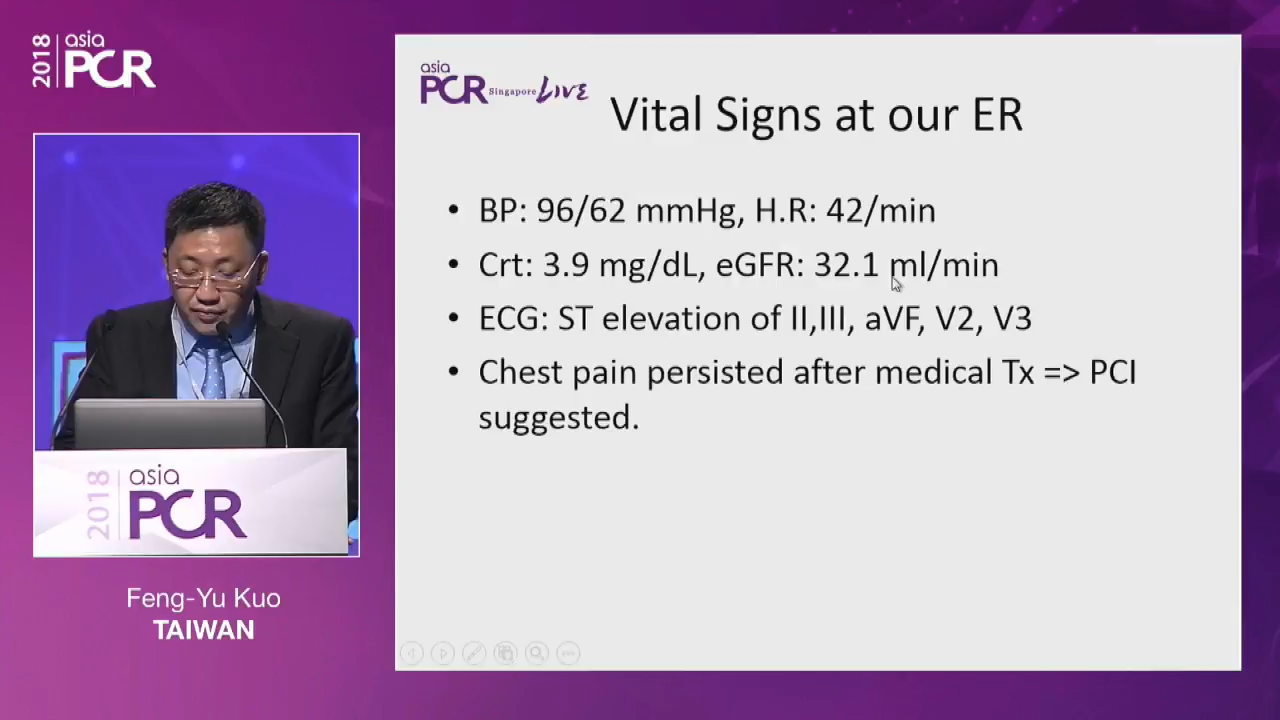 2018
asia
PCR
asia
PCR Singapore LIVE
Vital Signs at our ER
• BP: 96/62 mmHg, H.R: 42/min
• Crt: 3.9 mg/dL, eGFR: 32.1 ml/min
• ECG: ST elevation of II,III, aVF, V2, V3
• Chest pain persisted after medical Tx => PCI
suggested.
2018
asia
PCR
Feng-Yu Kuo
TAIWAN